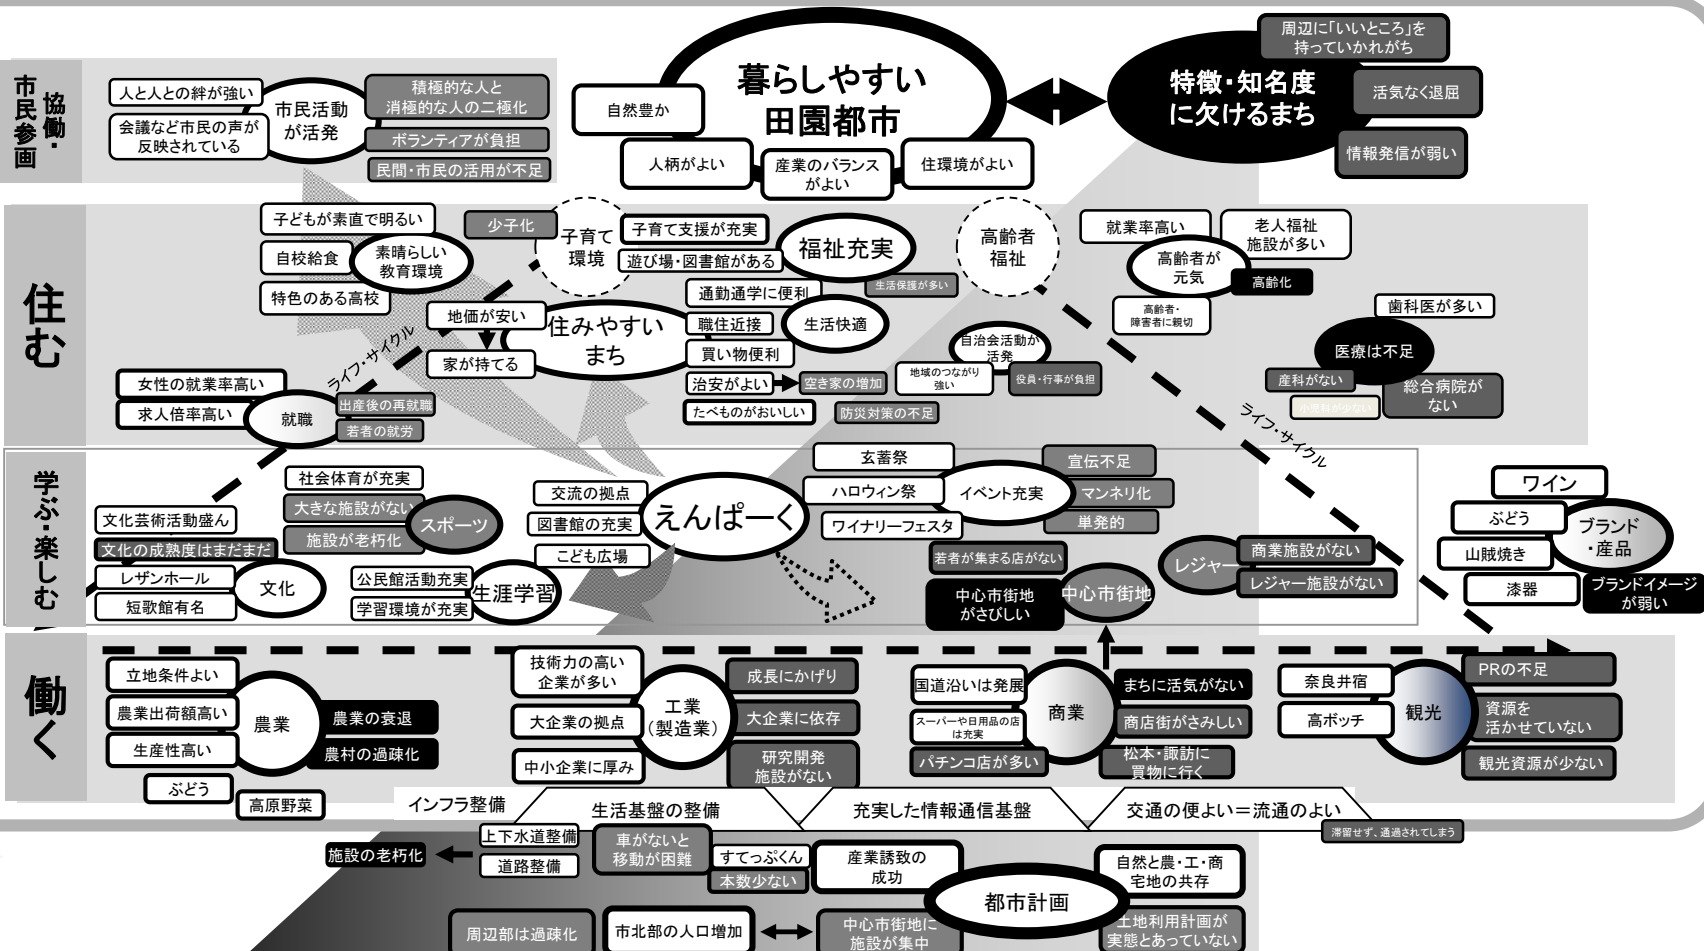 協働・
市民参画
人と人との絆が強い
会議など市民の声が
反映されている
市民活動
が活発
積極的な人と
消極的な人の二極化
ボランティアが負担
民間・市民の活用が不足
暮らしやすい
田園都市
自然豊か
人柄がよい
産業のバランス
がよい
住環境がよい
特徴・知名度
に欠けるまち
周辺に「いいところ」を
持っていかれがち
活気なく退屈
情報発信が弱い
住む
子どもが素直で明るい
自校給食
特色のある高校
素晴らしい
教育環境
少子化
子育て
環境
子育て支援が充実
遊び場・図書館がある
福祉充実
生活保護が多い
高齢者
福祉
就業率高い
老人福祉
施設が多い
高齢者が
元気
高齢化
高齢者・
障害者に親切
地価が安い
家が持てる
住みやすい
まち
通勤通学に便利
職住近接
買い物便利
生活快適
治安がよい
空き家の増加
たべものがおいしい
防災対策の不足
自治会活動が
活発
地域のつながり
強い
役員・行事が負担
歯科医が多い
医療は不足
産科がない
小児科が少ない
総合病院が
ない
ライフ・サイクル
女性の就業率高い
求人倍率高い
就職
出産後の再就職
若者の就労
ライフ・サイクル
学ぶ・楽しむ
社会体育が充実
大きな施設がない
施設が老朽化
スポーツ
文化芸術活動盛ん
文化の成熟度はまだまだ
レザンホール
短歌館有名
文化
公民館活動充実
学習環境が充実
生涯学習
交流の拠点
図書館の充実
こども広場
えんぱーく
玄蕃祭
ハロウィン祭
ワイナリーフェスタ
イベント充実
宣伝不足
マンネリ化
単発的
若者が集まる店がない
中心市街地
がさびしい
中心市街地
レジャー
商業施設がない
レジャー施設がない
ワイン
ぶどう
山賊焼き
漆器
ブランド
・産品
ブランドイメージ
が弱い
働く
立地条件よい
農業出荷額高い
生産性高い
ぶどう
高原野菜
農業
農業の衰退
農村の過疎化
技術力の高い
企業が多い
大企業の拠点
中小企業に厚み
工業
（製造業）
成長にかげり
大企業に依存
研究開発
施設がない
国道沿いは発展
スーパーや日用品の店
は充実
パチンコ店が多い
商業
まちに活気がない
商店街がさみしい
松本・諏訪に
買物に行く
奈良井宿
高ボッチ
観光
PRの不足
資源を
活かせていない
観光資源が少ない
インフラ整備
生活基盤の整備
充実した情報通信基盤
交通の便よい＝流通のよい
滞留せず、通過されてしまう
施設の老朽化
上下水道整備
道路整備
車がないと
移動が困難
すてっぷくん
本数少ない
産業誘致の
成功
都市計画
自然と農・工・商
宅地の共存
土地利用計画が
実態とあっていない
周辺部は過疎化
市北部の人口増加
中心市街地に
施設が集中